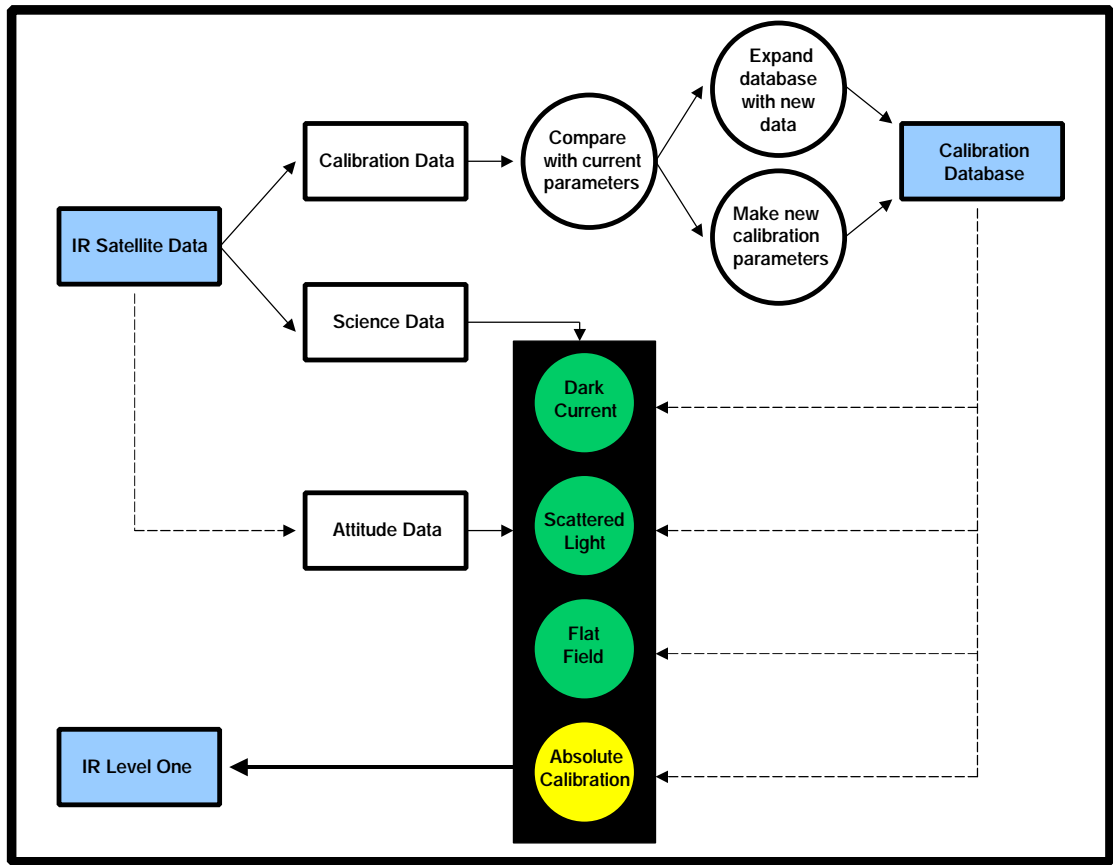 Expand
database
with new
data
Calibration Data
Compare
with current
parameters
Calibration
Database
IR Satellite Data
Make new
calibration
parameters
Science Data
Dark
Current
Attitude Data
Scattered
Light
Flat
Field
IR Level One
Absolute
Calibration